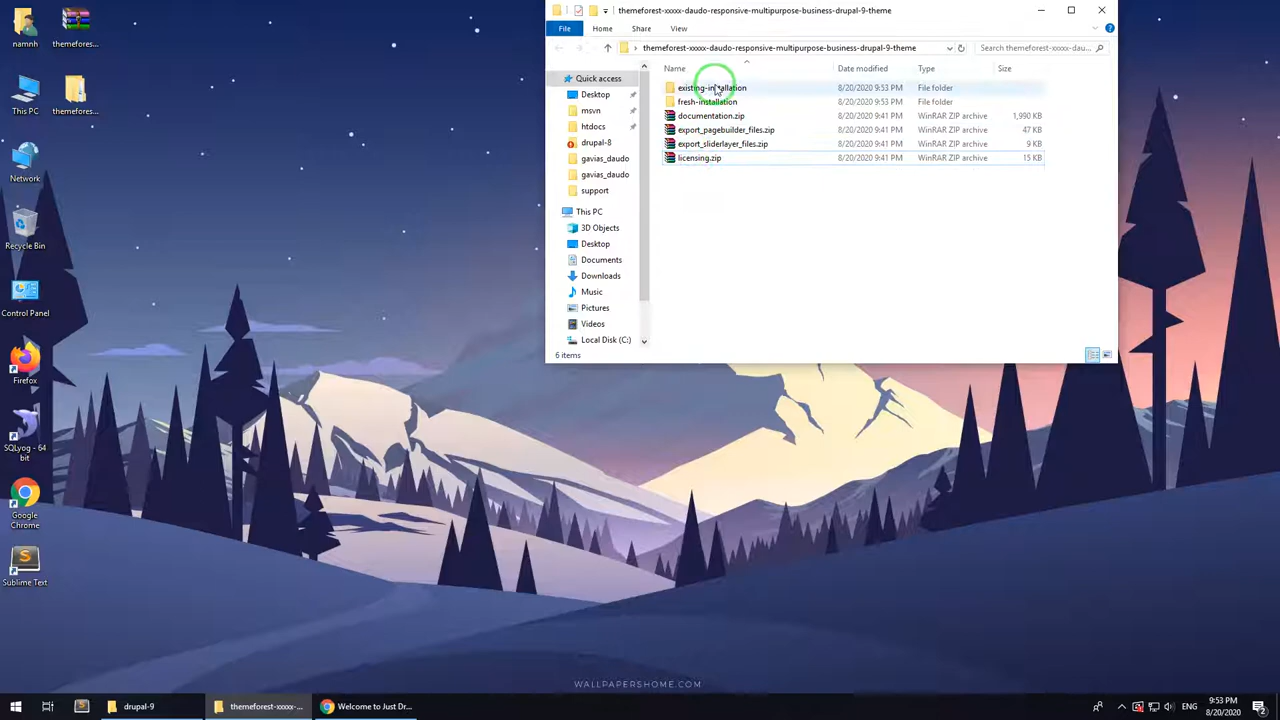 themeforest-xxxxx-daudo-responsive-multipurpose-business-drupal-9-theme
File Home Share View
themeforest-xxxxx-daudo-responsive-multipurpose-business-drupal-9-theme
Search themeforest-xxxxx-dau...
Name Date modified Type Size
existing-installation 8/20/2020 9:53 PM File folder
fresh-installation 8/20/2020 9:53 PM File folder
documentation.zip 8/20/2020 9:41 PM WinRAR ZIP archive 1,990 KB
export_pagebuilder_files.zip 8/20/2020 9:41 PM WinRAR ZIP archive 47 KB
export_sliderlayer_files.zip 8/20/2020 9:41 PM WinRAR ZIP archive 9 KB
licensing.zip 8/20/2020 9:41 PM WinRAR ZIP archive 15 KB
Quick access
Desktop
msvn
htdocs
drupal-8
gavias_daudo
gavias_daudo
support
This PC
3D Objects
Desktop
Documents
Downloads
Music
Pictures
Videos
Local Disk (C:)
6 items
namnh
themefores...
This PC
themefores...
Network
Recycle Bin
Control Panel
Firefox
SQLyog - 64
bit
Google
Chrome
Sublime Text
WALLPAPERSHOME.COM
drupal-9
themeforest-xxxx-...
Welcome to Just Dr...
ENG
9:53 PM
8/20/2020